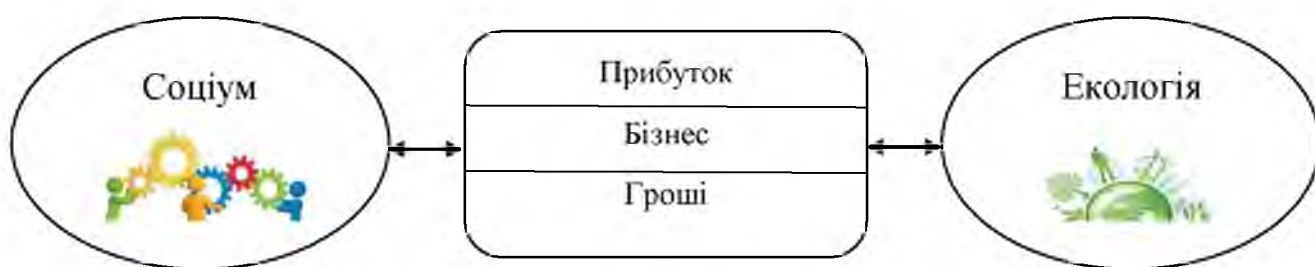 Соціум
Прибуток
Бізнес
Гроші
Екологія